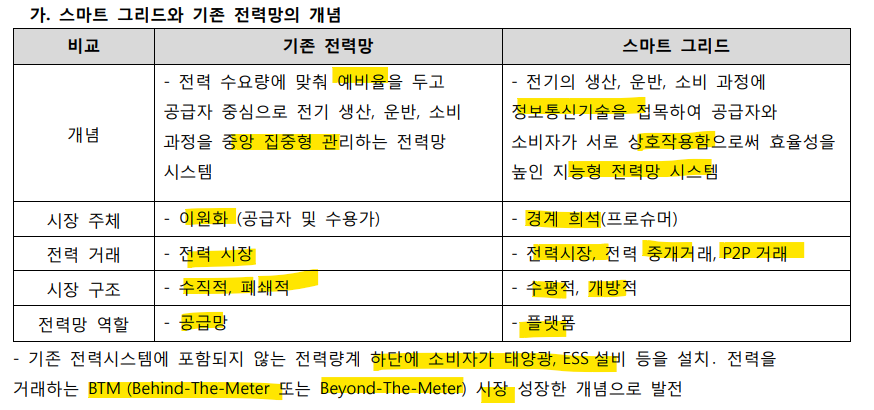 가. 스마트 그리드와 기존 전력망의 개념
비교
기존 전력망
스마트 그리드
개념
- 전력 수요량에 맞춰 예비율을 두고
공급자 중심으로 전기 생산, 운반, 소비
과정을 중앙 집중형 관리하는 전력망
시스템
- 전기의 생산, 운반, 소비 과정에
정보통신기술을 접목하여 공급자와
소비자가 서로 상호작용함으로써 효율성을
높인 지능형 전력망 시스템
시장 주체
- 이원화 (공급자 및 수용가)
- 경계 희석(프로슈머)
전력 거래
- 전력 시장
- 전력시장, 전력 중개거래, P2P 거래
시장 구조
- 수직적, 폐쇄적
- 수평적, 개방적
전력망 역할
- 공급망
- 플랫폼
- 기존 전력시스템에 포함되지 않는 전력량계 하단에 소비자가 태양광, ESS 설비 등을 설치. 전력을
거래하는 BTM (Behind-The-Meter 또는 Beyond-The-Meter) 시장 성장한 개념으로 발전